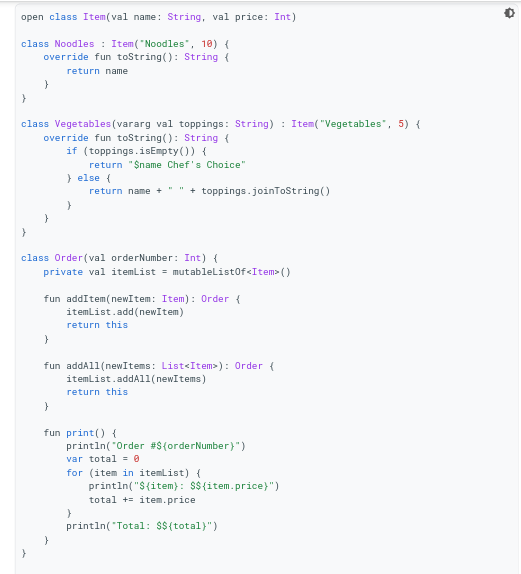 open class Item(val name: String, val price: Int)

class Noodles : Item("Noodles", 10) {
    override fun toString(): String {
        return name
    }
}

class Vegetables(vararg val toppings: String) : Item("Vegetables", 5) {
    override fun toString(): String {
        if (toppings.isEmpty()) {
            return "$name Chef's Choice"
        } else {
            return name + " " + toppings.joinToString()
        }
    }
}

class Order(val orderNumber: Int) {
    private val itemList = mutableListOf<Item>()

    fun addItem(newItem: Item): Order {
        itemList.add(newItem)
        return this
    }

    fun addAll(newItems: List<Item>): Order {
        itemList.addAll(newItems)
        return this
    }

    fun print() {
        println("Order #${orderNumber}")
        var total = 0
        for (item in itemList) {
            println("${item}: $${item.price}")
            total += item.price
        }
        println("Total: $${total}")
    }
}